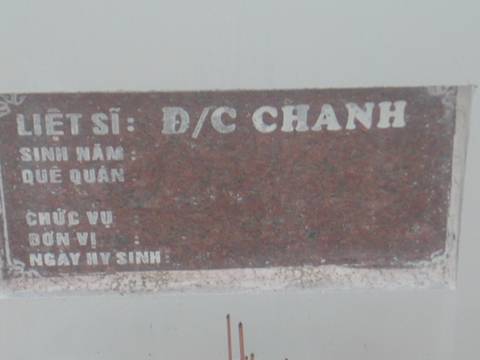 LIỆT SĨ: Đ/C CHANH
SINH NĂM :
QUÊ QUÁN
CHỨC VỤ :
ĐƠN VỊ :
NGÀY HY SINH :